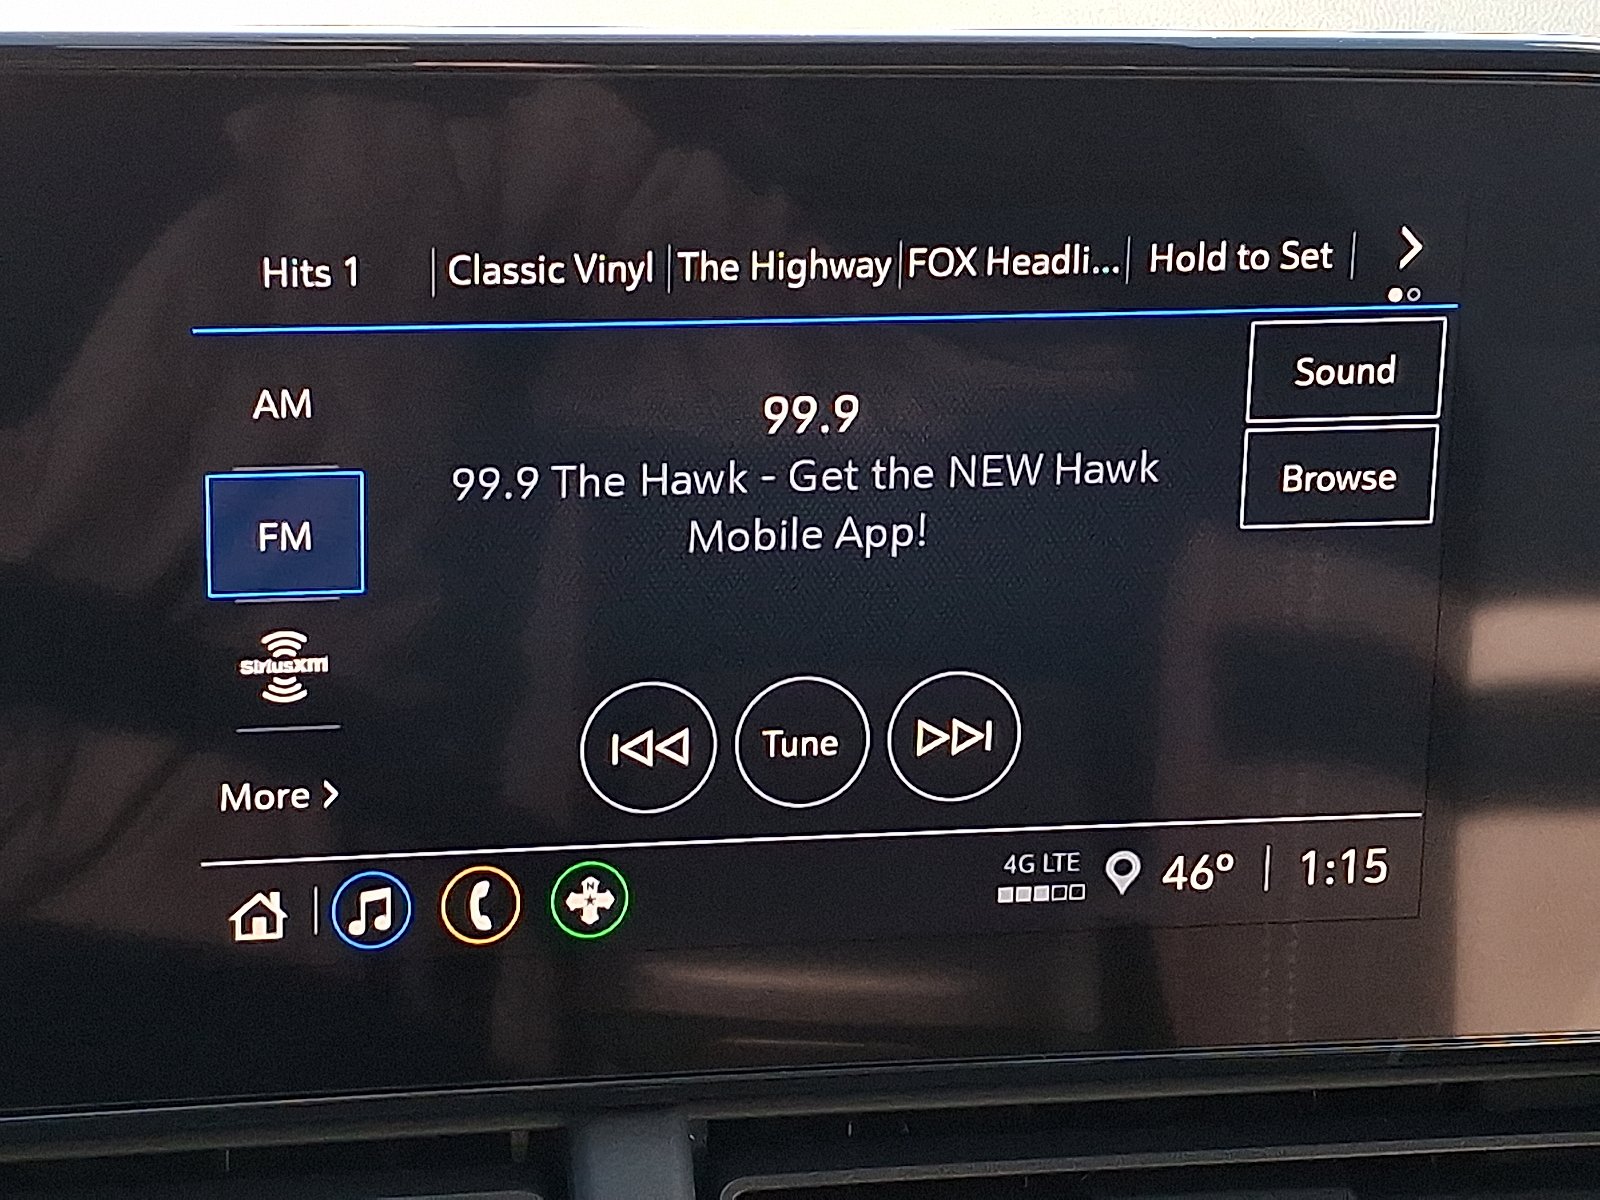 Hits 1 Classic Vinyl The Highway FOX Headli... Hold to Set
AM
99.9
Sound
99.9 The Hawk - Get the NEW Hawk
Mobile App!
Browse
FM
siriusxm
Tune
More
4G LTE 46° 1:15
N